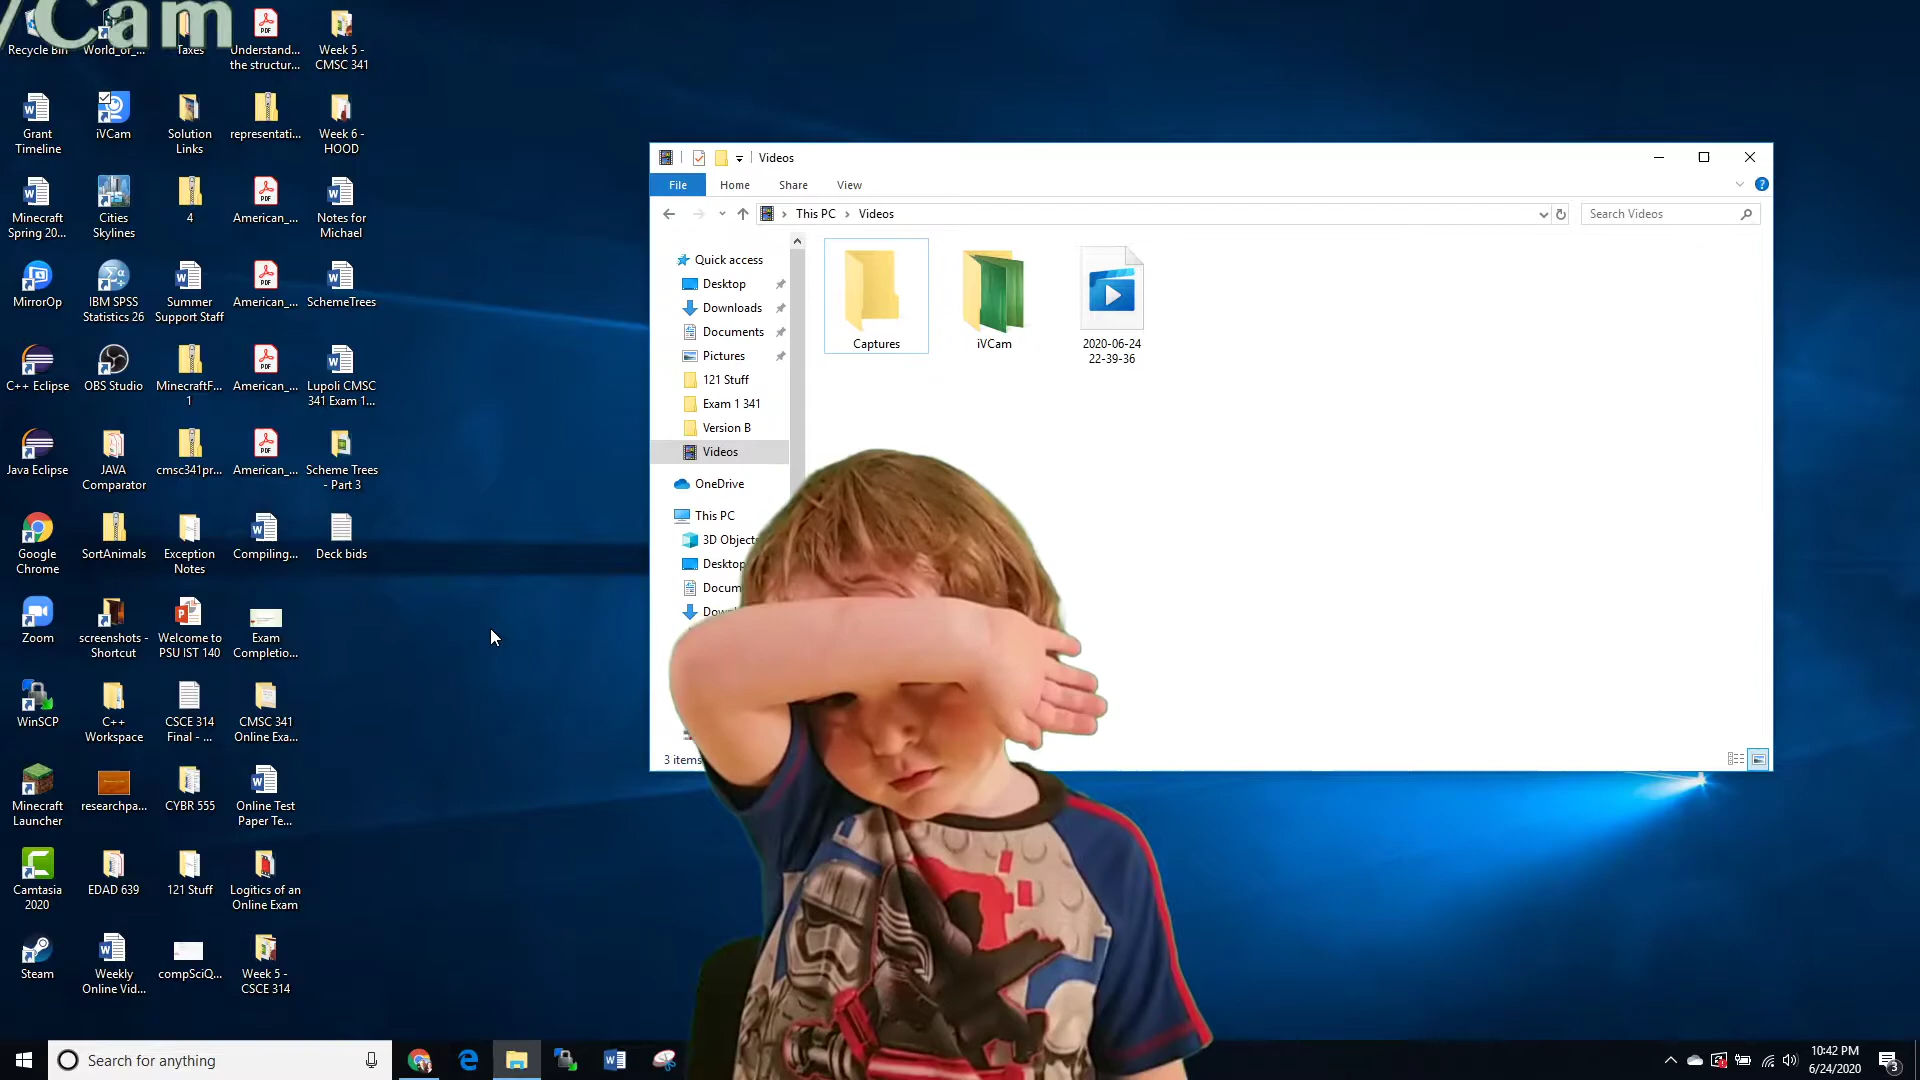 VCam
Recycle Bin
World_of_...
Taxes
Understand...
the structur...
Week 5 -
CMSC 341
Grant
Timeline
iVCam
Solution
Links
representati...
Week 6 -
HOOD
Minecraft
Spring 20...
Cities
Skylines
4
American_...
Notes for
Michael
MirrorOp
IBM SPSS
Statistics 26
Summer
Support Staff
American_...
SchemeTrees
C++ Eclipse
OBS Studio
MinecraftF...
1
American_...
Lupoli CMSC
341 Exam 1...
Java Eclipse
JAVA
Comparator
cmsc341pr...
American_...
Scheme Trees
- Part 3
Google
Chrome
SortAnimals
Exception
Notes
Compiling...
Deck bids
Zoom
screenshots -
Shortcut
Welcome to
PSU IST 140
Exam
Completio...
WinSCP
C++
Workspace
CSCE 314
Final - ...
CMSC 341
Online Exa...
Minecraft
Launcher
researchpa...
CYBR 555
Online Test
Paper Te...
Camtasia
2020
EDAD 639
121 Stuff
Logitics of an
Online Exam
Steam
Weekly
Online Vid...
compSciQ...
Week 5 -
CSCE 314
Videos
File Home Share View
This PC > Videos
Search Videos
Quick access
Desktop
Downloads
Documents
Pictures
121 Stuff
Exam 1 341
Version B
Videos
OneDrive
This PC
3D Object
Desktop
Docum
Dow
3 items
Captures
iVCam
2020-06-24
22-39-36
Search for anything
10:42 PM
6/24/2020
3